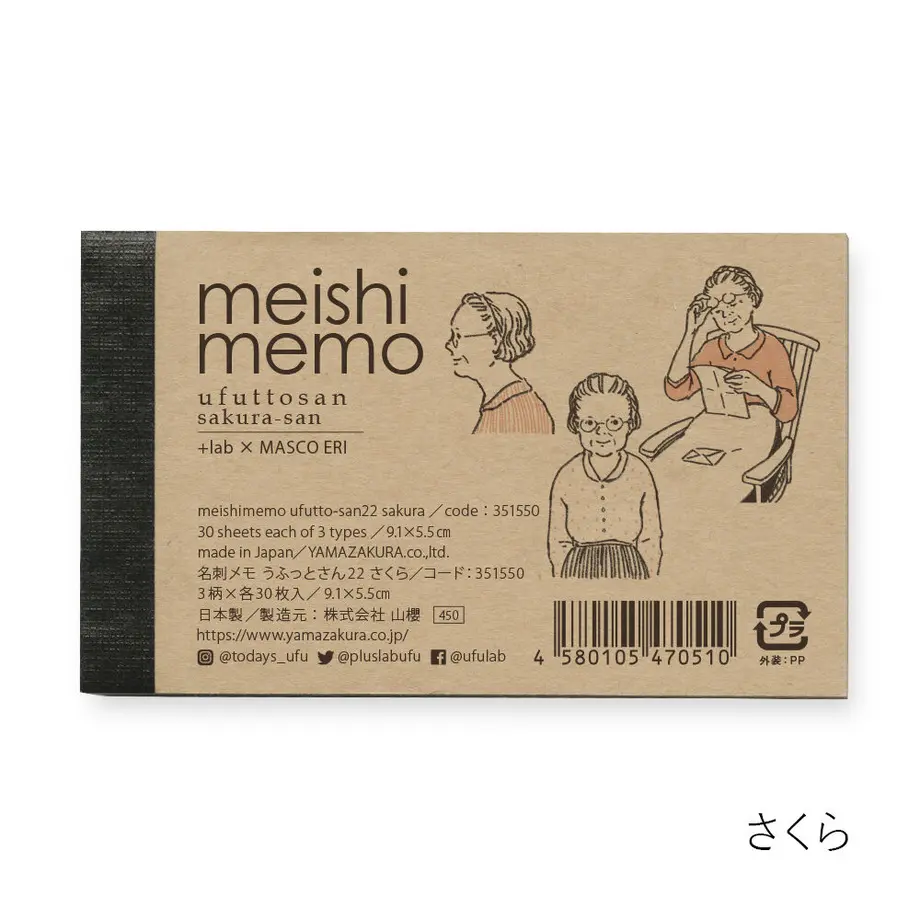 meishi
memo
ufuttosan
sakura-san
+lab × MASCO ERI
meishimemo ufutto-san22 sakura／code：351550
30 sheets each of 3 types ／9.1×5.5㎝
made in Japan／YAMAZAKURA.co.,ltd.
名刺メモ うふっとさん22 さくら／コード：351550
3柄×各30枚入／9.1×5.5㎝
日本製／製造元：株式会社 山櫻 450
https://www.yamazakura.co.jp/
@todays_ufu @pluslabufu @ufulab
4 580105 470510
プラ
外装：PP
さくら